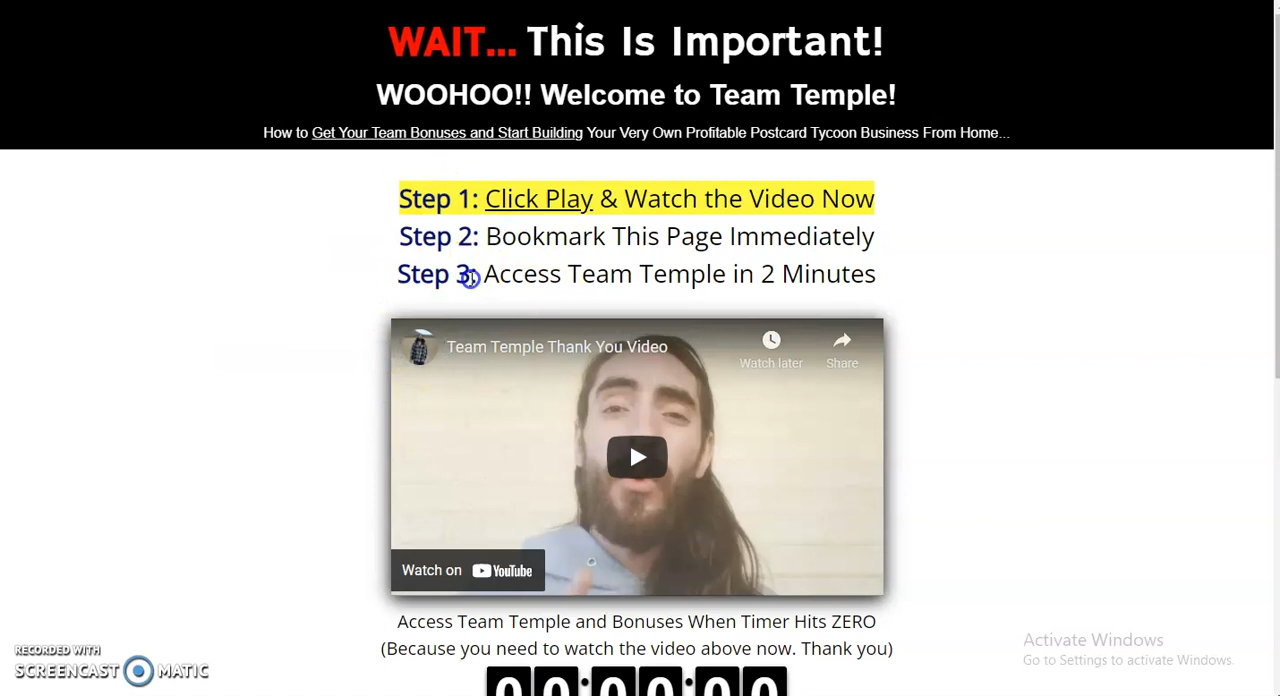 WAIT... This Is Important!
WOOHOO!! Welcome to Team Temple!
How to Get Your Team Bonuses and Start Building Your Very Own Profitable Postcard Tycoon Business From Home...
Step 1: Click Play & Watch the Video Now
Step 2: Bookmark This Page Immediately
Step 3: Access Team Temple in 2 Minutes
Team Temple Thank You Video
Watch later
Share
Watch on YouTube
Access Team Temple and Bonuses When Timer Hits ZERO
(Because you need to watch the video above now. Thank you)
00:00:00
Activate Windows
Go to Settings to activate Windows.
RECORDED WITH
SCREENCAST MATIC